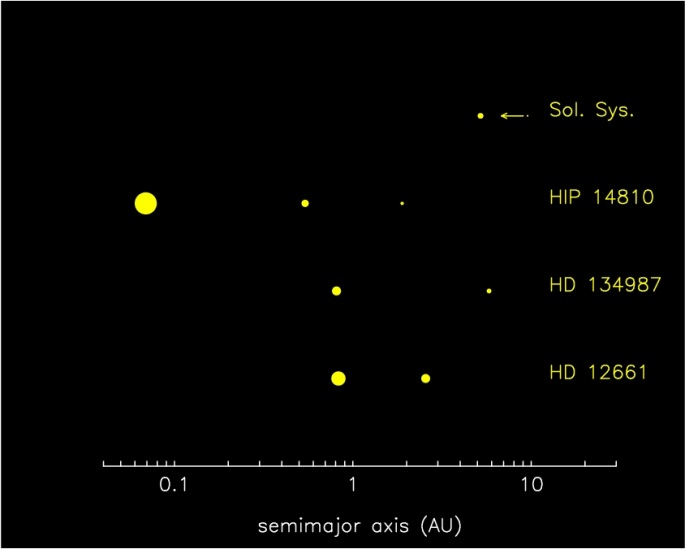 Sol. Sys.
HIP 14810
HD 134987
HD 12661
0.1 1 10
semimajor axis (AU)